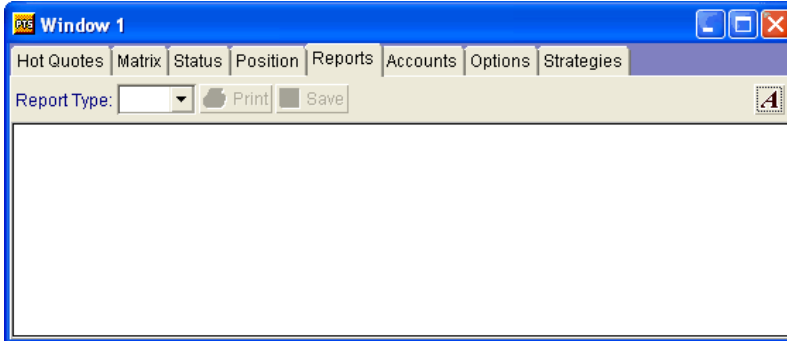 PTS Window 1
Hot Quotes Matrix Status Position Reports Accounts Options Strategies
Report Type: Print Save A